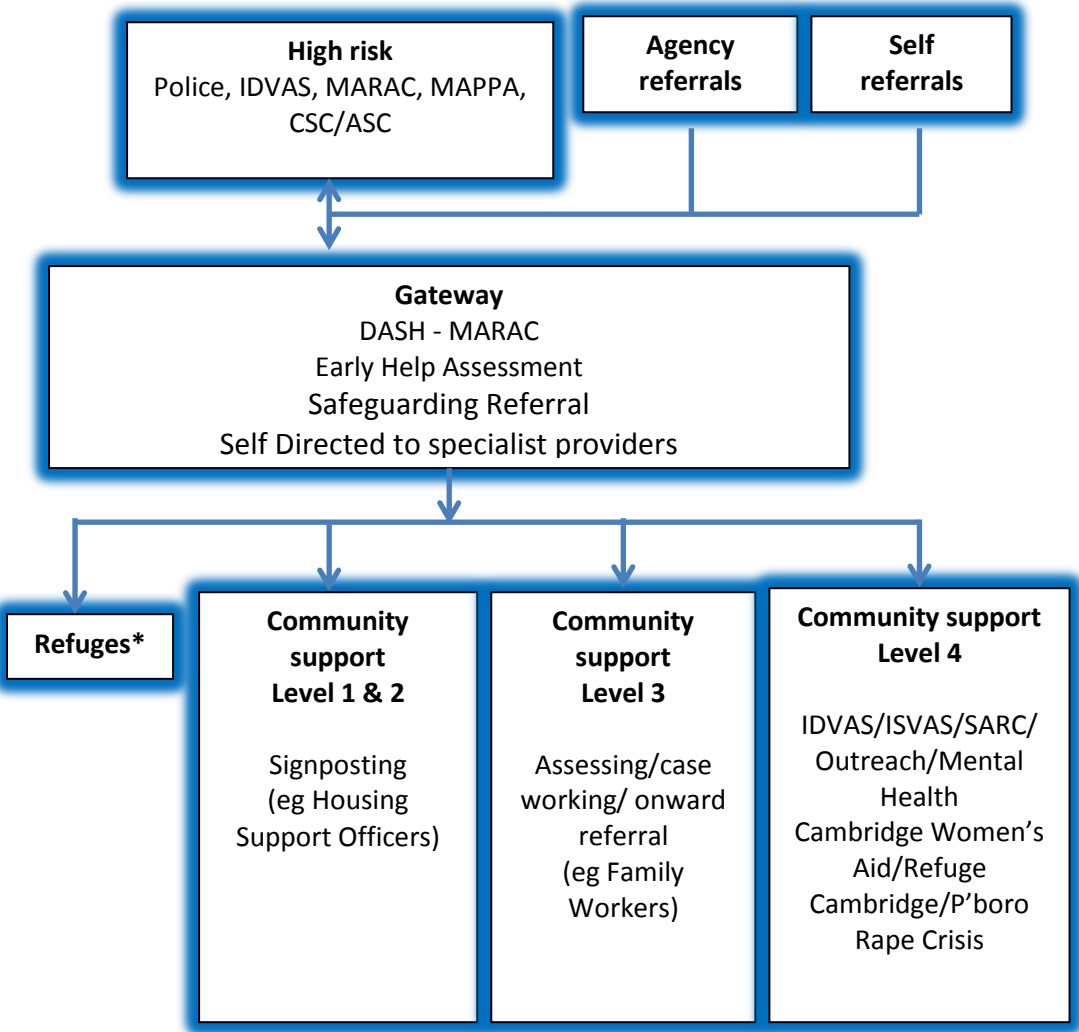 High risk
Police, IDVAS, MARAC, MAPPA,
CSC/ASC
Agency
referrals
Self
referrals
Gateway
DASH - MARAC
Early Help Assessment
Safeguarding Referral
Self Directed to specialist providers
Refuges*
Community
support
Level 1 & 2
Signposting
(eg Housing
Support Officers)
Community
support
Level 3
Assessing/case
working/ onward
referral
(eg Family
Workers)
Community support
Level 4
IDVAS/ISVAS/SARC/
Outreach/Mental
Health
Cambridge Women’s
Aid/Refuge
Cambridge/P’boro
Rape Crisis